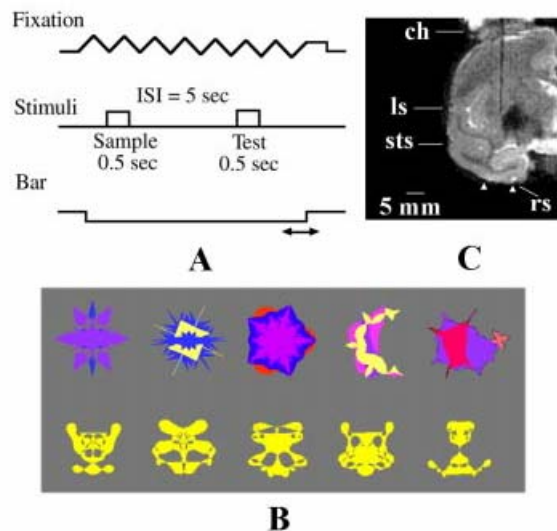 Fixation
Stimuli
ISI = 5 sec
Sample
0.5 sec
Test
0.5 sec
Bar
A
ch
ls
sts
rs
5 mm
C
B